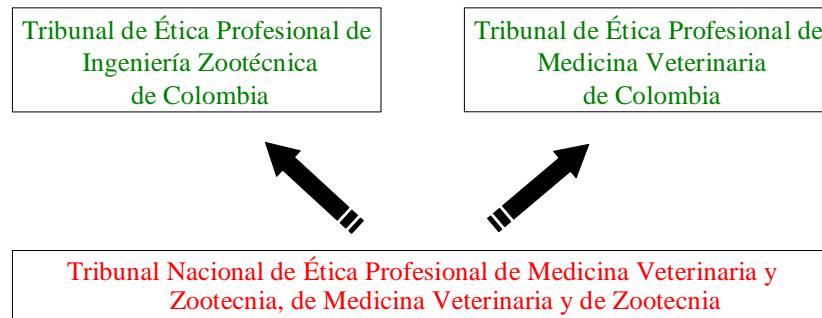 Tribunal de Ética Profesional de
Ingeniería Zootécnica
de Colombia
Tribunal de Ética Profesional de
Medicina Veterinaria
de Colombia
Tribunal Nacional de Ética Profesional de Medicina Veterinaria y
Zootecnia, de Medicina Veterinaria y de Zootecnia